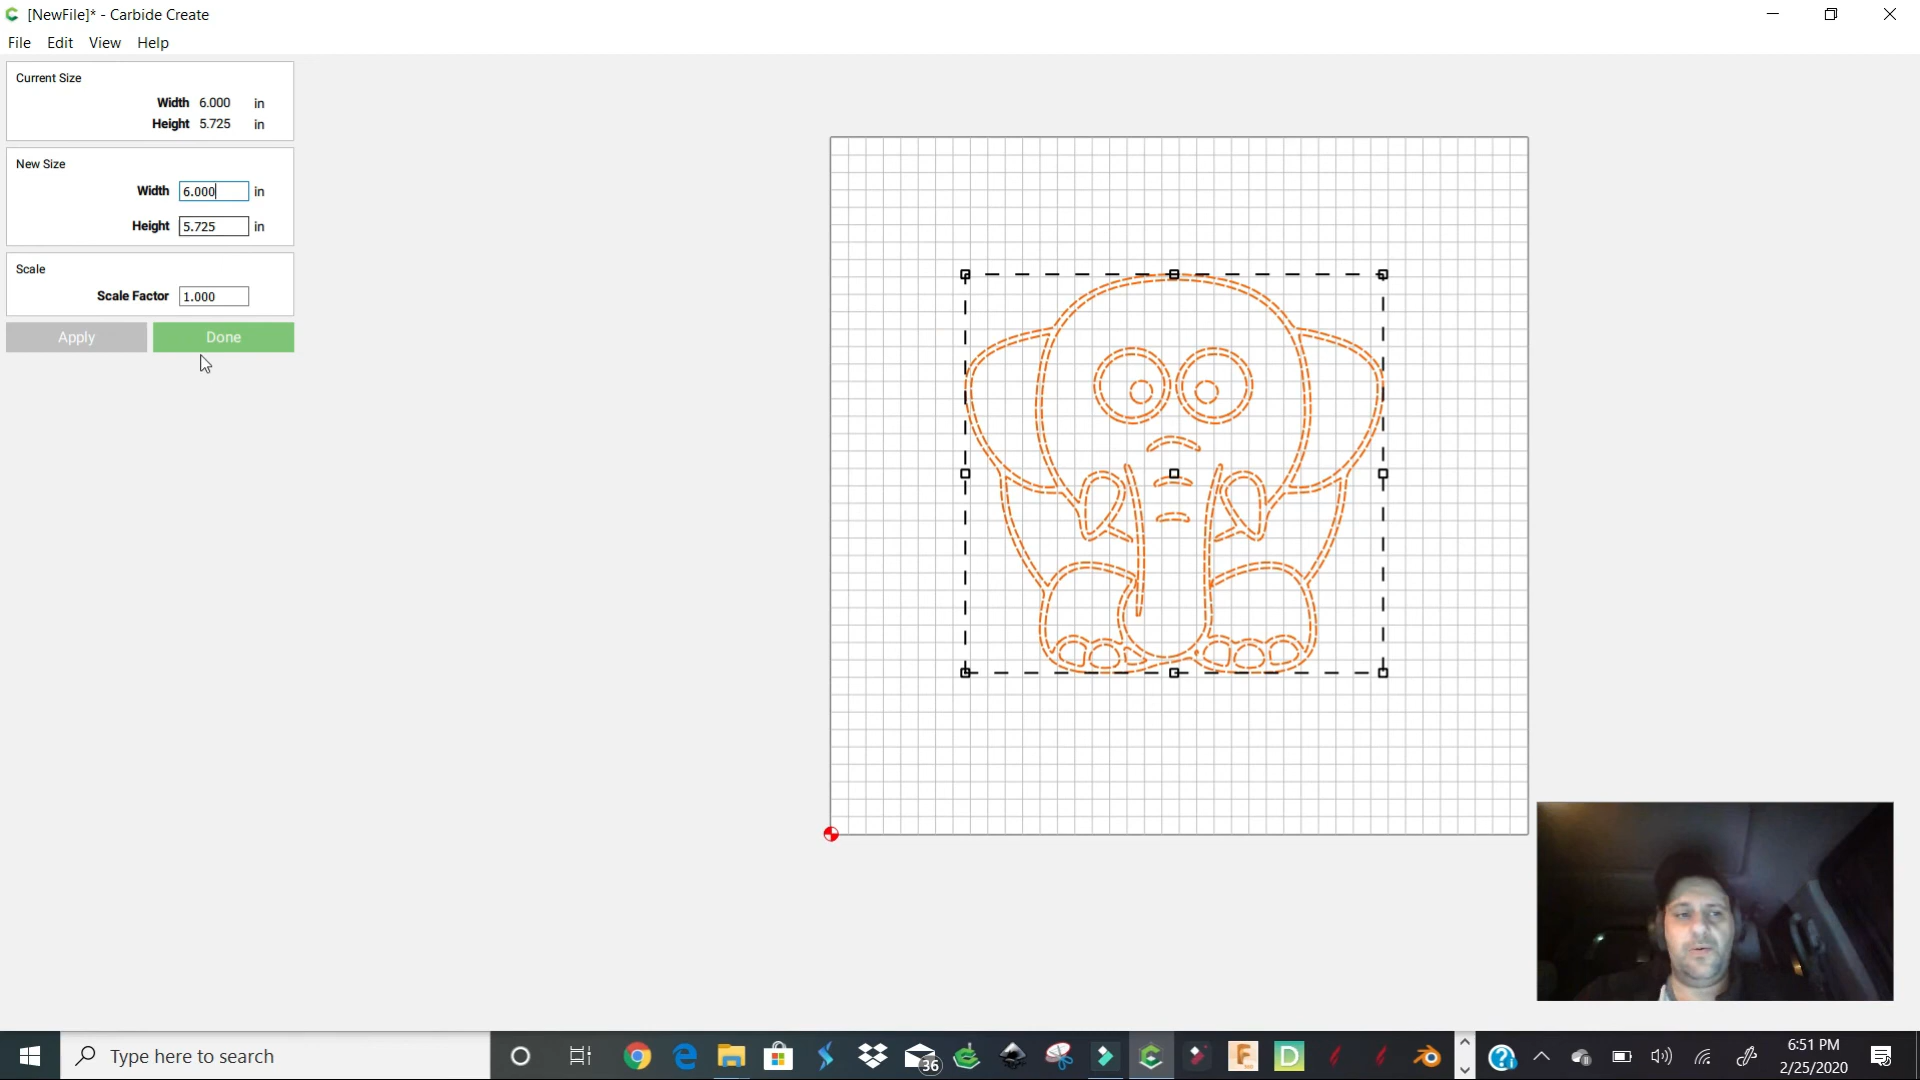 [NewFile]* - Carbide Create
File Edit View Help
Current Size
Width 6.000 in
Height 5.725 in
New Size
Width 6.000 in
Height 5.725 in
Scale
Scale Factor 1.000
Apply Done
Type here to search
36
6:51 PM
2/25/2020